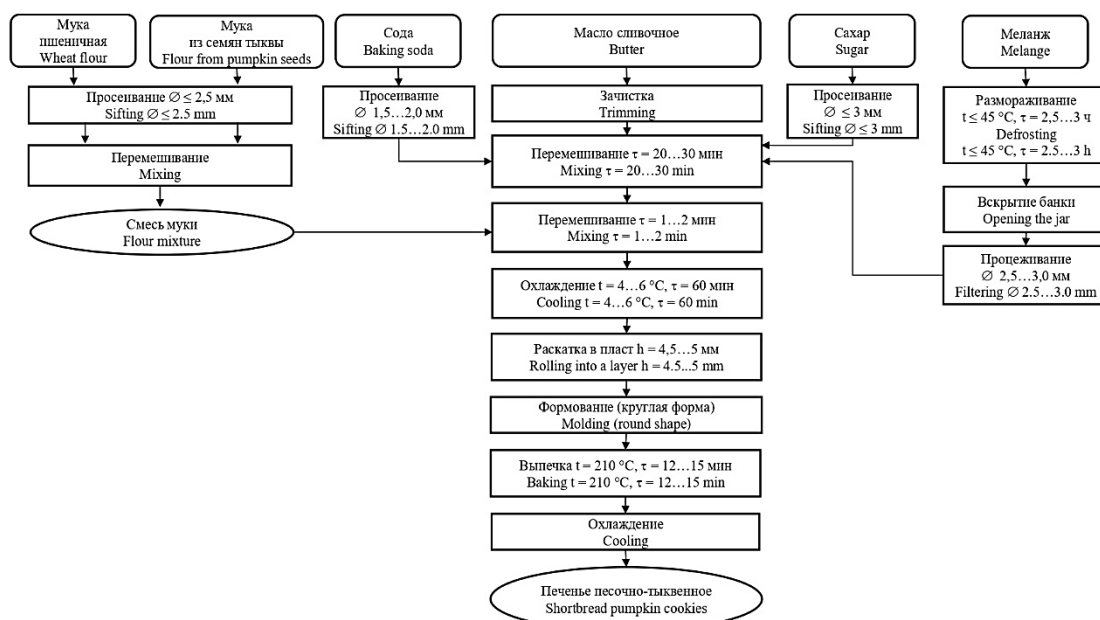 Мука
пшеничная
Wheat flour
Мука
из семян тыквы
Flour from pumpkin seeds
Сода
Baking soda
Масло сливочное
Butter
Сахар
Sugar
Меланж
Melange
Просеивание ∅ ≤ 2,5 мм
Sifting ∅ ≤ 2.5 mm
Просеивание
∅ 1,5…2,0 мм
Sifting ∅ 1.5…2.0 mm
Зачистка
Trimming
Просеивание
∅ ≤ 3 мм
Sifting ∅ ≤ 3 mm
Размораживание
t ≤ 45 °C, τ = 2,5…3 ч
Defrosting
t ≤ 45 °C, τ = 2.5…3 h
Перемешивание
Mixing
Перемешивание τ = 20…30 мин
Mixing τ = 20…30 min
Вскрытие банки
Opening the jar
Смесь муки
Flour mixture
Перемешивание τ = 1…2 мин
Mixing τ = 1…2 min
Процеживание
∅ 2,5…3,0 мм
Filtering ∅ 2.5…3.0 mm
Охлаждение t = 4…6 °C, τ = 60 мин
Cooling t = 4…6 °C, τ = 60 min
Раскатка в пласт h = 4,5…5 мм
Rolling into a layer h = 4.5...5 mm
Формование (круглая форма)
Molding (round shape)
Выпечка t = 210 °C, τ = 12…15 мин
Baking t = 210 °C, τ = 12…15 min
Охлаждение
Cooling
Печенье песочно-тыквенное
Shortbread pumpkin cookies